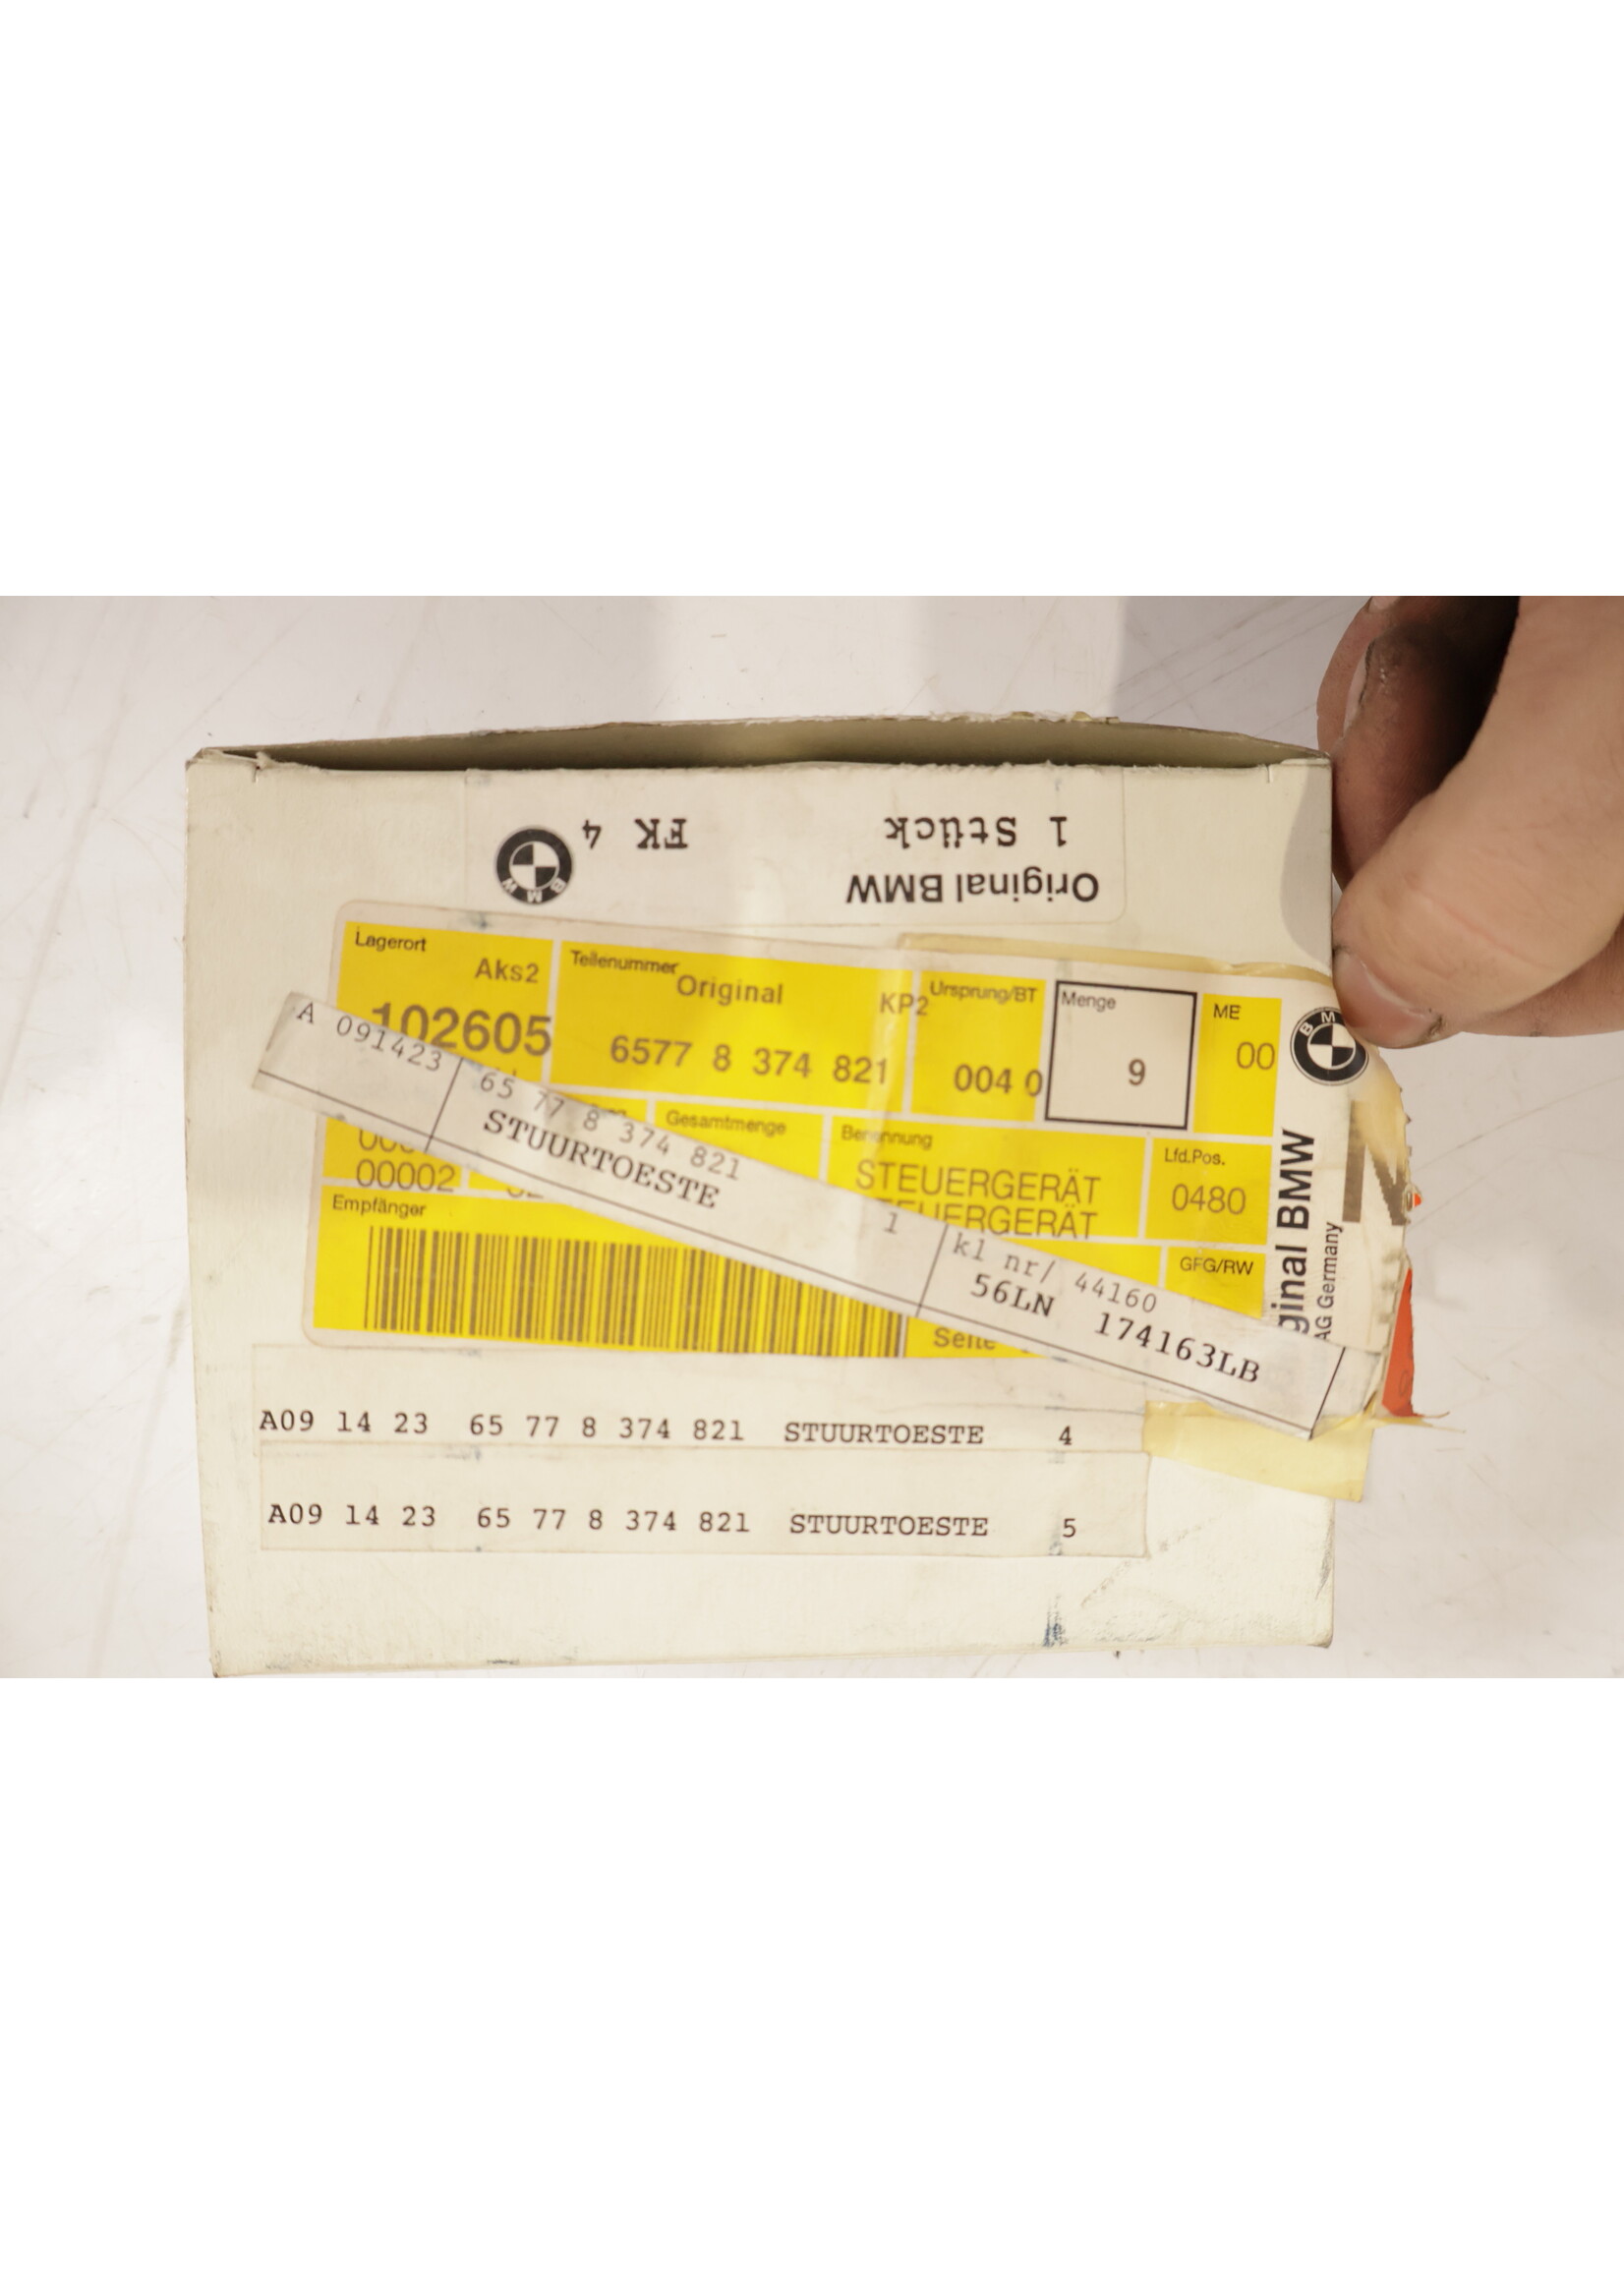 1 Stück FK 4
Original BMW
BMW
Lagerort
Aks2
102605
Teilenummer
Original KP2
6577 8 374 821
Ursprung/BT
004 0
Menge
9
ME
00
BM
A 091423
65 77 8 374 821
STUURTOESTE
1
kl nr/ 44160
56LN 174163LB
00002
Gesamtmenge
Benennung
STEUERGERÄT
Lfd.Pos.
0480
Empfänger
GFG/RW
Seite
ginal BMW
AG Germany
A09 14 23 65 77 8 374 821 STUURTOESTE 4
A09 14 23 65 77 8 374 821 STUURTOESTE 5